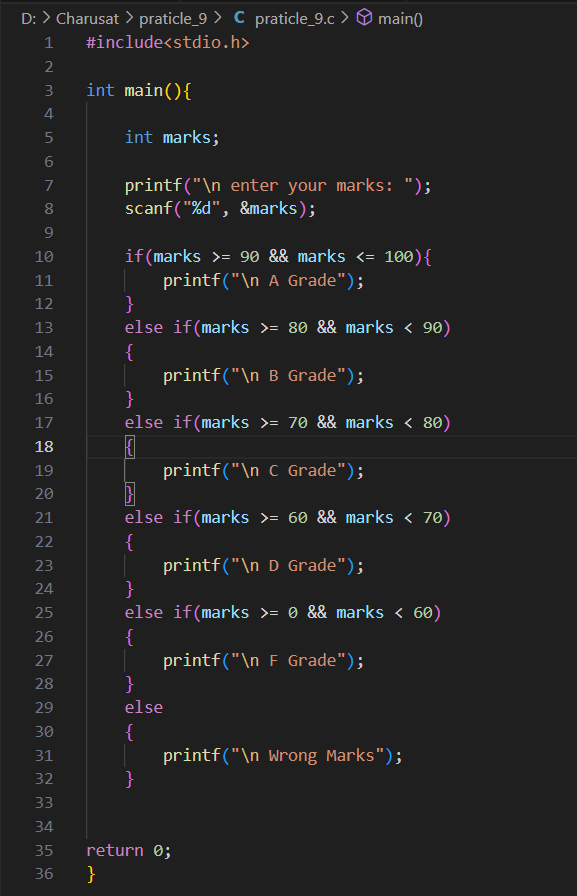 D: > Charusat > praticle_9 > C praticle_9.c > main()
1 #include<stdio.h>
2
3 int main(){
4
5     int marks;
6
7     printf("\n enter your marks: ");
8     scanf("%d", &marks);
9
10     if(marks >= 90 && marks <= 100){
11         printf("\n A Grade");
12     }
13     else if(marks >= 80 && marks < 90)
14     {
15         printf("\n B Grade");
16     }
17     else if(marks >= 70 && marks < 80)
18     {
19         printf("\n C Grade");
20     }
21     else if(marks >= 60 && marks < 70)
22     {
23         printf("\n D Grade");
24     }
25     else if(marks >= 0 && marks < 60)
26     {
27         printf("\n F Grade");
28     }
29     else
30     {
31         printf("\n Wrong Marks");
32     }
33
34
35 return 0;
36 }